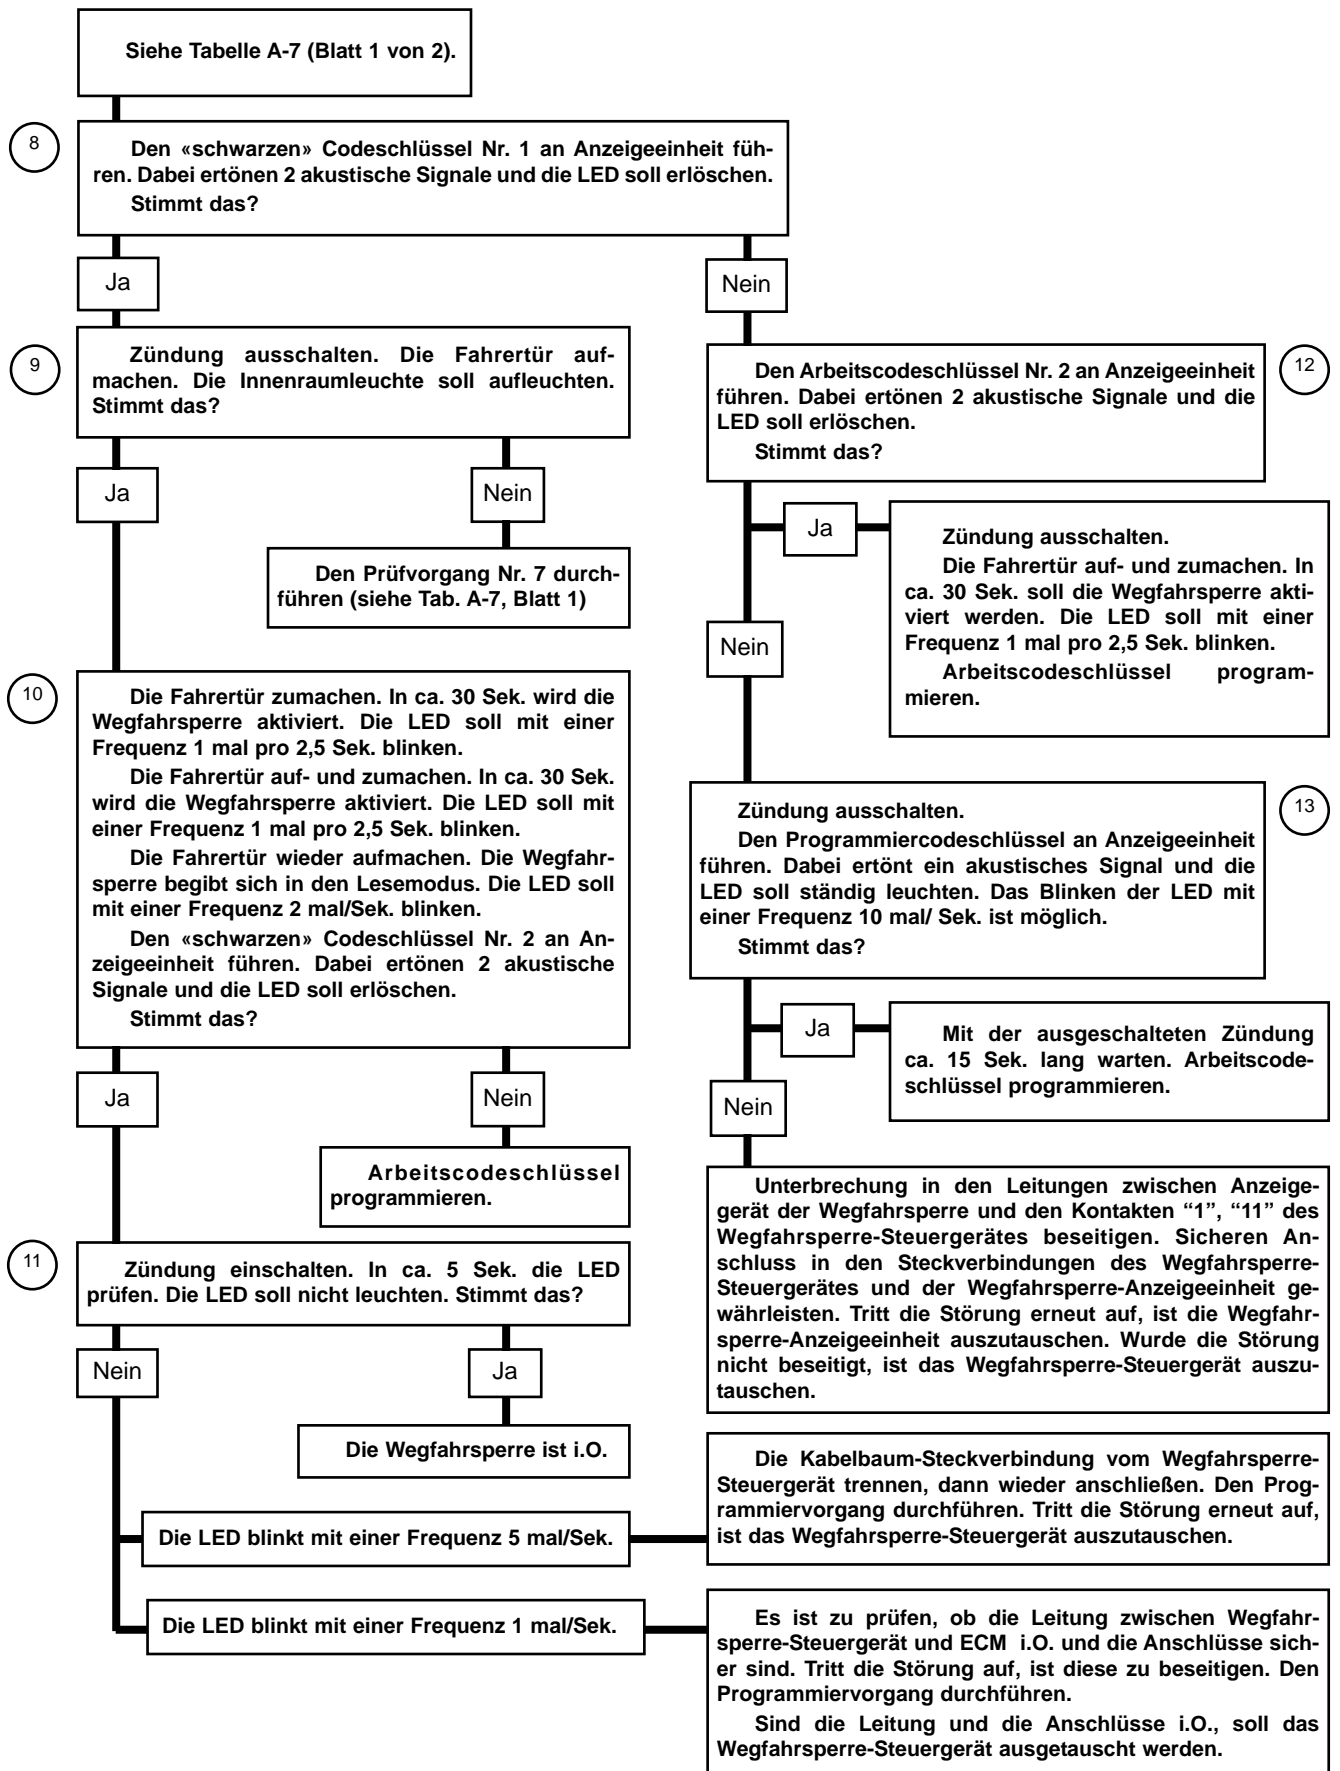 Siehe Tabelle A-7 (Blatt 1 von 2).
8
Den «schwarzen» Codeschlüssel Nr. 1 an Anzeigeeinheit füh-
ren. Dabei ertönen 2 akustische Signale und die LED soll erlöschen.
Stimmt das?
Ja
Nein
9
Zündung ausschalten. Die Fahrertür auf-
machen. Die Innenraumleuchte soll aufleuchten.
Stimmt das?
12
Den Arbeitscodeschlüssel Nr. 2 an Anzeigeeinheit
führen. Dabei ertönen 2 akustische Signale und die
LED soll erlöschen.
Stimmt das?
Ja
Nein
Den Prüfvorgang Nr. 7 durch-
führen (siehe Tab. A-7, Blatt 1)
Ja
Zündung ausschalten.
Die Fahrertür auf- und zumachen. In
ca. 30 Sek. soll die Wegfahrsperre akti-
viert werden. Die LED soll mit einer
Frequenz 1 mal pro 2,5 Sek. blinken.
Arbeitscodeschlüssel program-
mieren.
Nein
10
Die Fahrertür zumachen. In ca. 30 Sek. wird die
Wegfahrsperre aktiviert. Die LED soll mit einer
Frequenz 1 mal pro 2,5 Sek. blinken.
Die Fahrertür auf- und zumachen. In ca. 30 Sek.
wird die Wegfahrsperre aktiviert. Die LED soll mit
einer Frequenz 1 mal pro 2,5 Sek. blinken.
Die Fahrertür wieder aufmachen. Die Wegfahr-
sperre begibt sich in den Lesemodus. Die LED soll
mit einer Frequenz 2 mal/Sek. blinken.
Den «schwarzen» Codeschlüssel Nr. 2 an An-
zeigeeinheit führen. Dabei ertönen 2 akustische
Signale und die LED soll erlöschen.
Stimmt das?
13
Zündung ausschalten.
Den Programmiercodeschlüssel an Anzeigeeinheit
führen. Dabei ertönt ein akustisches Signal und die
LED soll ständig leuchten. Das Blinken der LED mit
einer Frequenz 10 mal/ Sek. ist möglich.
Stimmt das?
Ja
Mit der ausgeschalteten Zündung
ca. 15 Sek. lang warten. Arbeitscode-
schlüssel programmieren.
Nein
Ja
Nein
Arbeitscodeschlüssel
programmieren.
Unterbrechung in den Leitungen zwischen Anzeige-
gerät der Wegfahrsperre und den Kontakten “1”, “11” des
Wegfahrsperre-Steuergerätes beseitigen. Sicheren An-
schluss in den Steckverbindungen des Wegfahrsperre-
Steuergerätes und der Wegfahrsperre-Anzeigeeinheit ge-
währleisten. Tritt die Störung erneut auf, ist die Wegfahr-
sperre-Anzeigeeinheit auszutauschen. Wurde die Störung
nicht beseitigt, ist das Wegfahrsperre-Steuergerät auszu-
tauschen.
11
Zündung einschalten. In ca. 5 Sek. die LED
prüfen. Die LED soll nicht leuchten. Stimmt das?
Nein
Ja
Die Wegfahrsperre ist i.O.
Die LED blinkt mit einer Frequenz 5 mal/Sek.
Die Kabelbaum-Steckverbindung vom Wegfahrsperre-
Steuergerät trennen, dann wieder anschließen. Den Prog-
rammiervorgang durchführen. Tritt die Störung erneut auf,
ist das Wegfahrsperre-Steuergerät auszutauschen.
Die LED blinkt mit einer Frequenz 1 mal/Sek.
Es ist zu prüfen, ob die Leitung zwischen Wegfahr-
sperre-Steuergerät und ECM i.O. und die Anschlüsse sich-
er sind. Tritt die Störung auf, ist diese zu beseitigen. Den
Programmiervorgang durchführen.
Sind die Leitung und die Anschlüsse i.O., soll das
Wegfahrsperre-Steuergerät ausgetauscht werden.